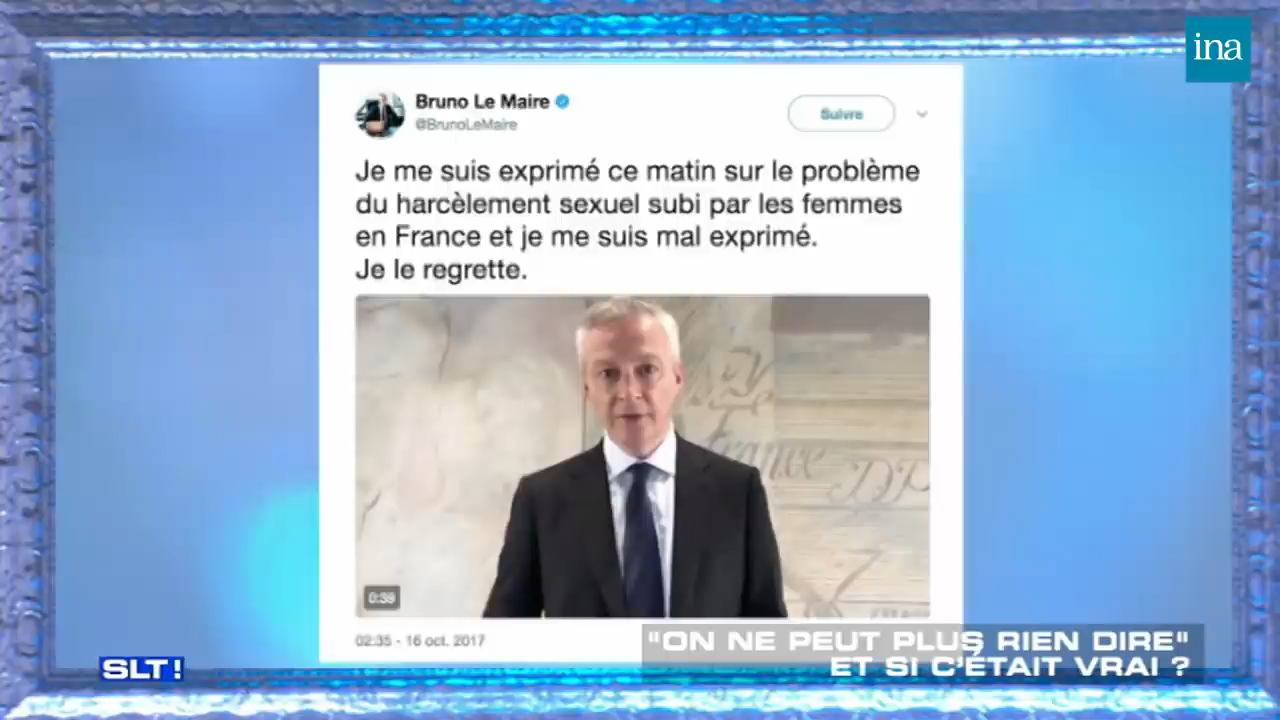 ina
Bruno Le Maire
@BrunoLeMaire
Suivre
Je me suis exprimé ce matin sur le problème
du harcèlement sexuel subi par les femmes
en France et je me suis mal exprimé.
Je le regrette.
France
0:39
02:35 - 16 oct. 2017
"ON NE PEUT PLUS RIEN DIRE"
ET SI C'ÉTAIT VRAI ?
SLT!